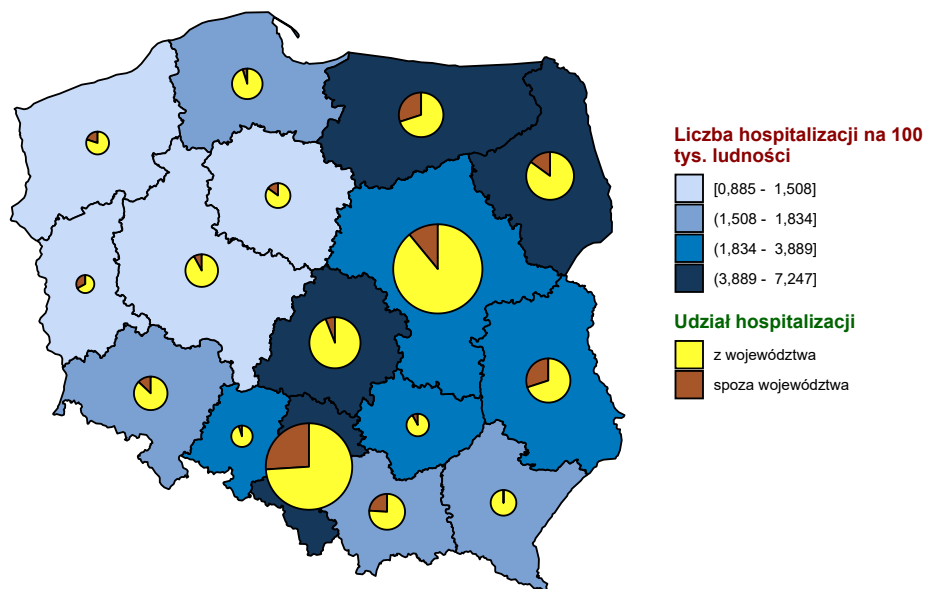 Liczba hospitalizacji na 100
tys. ludności
[0,885 - 1,508]
(1,508 - 1,834]
(1,834 - 3,889]
(3,889 - 7,247]
Udział hospitalizacji
z województwa
spoza województwa